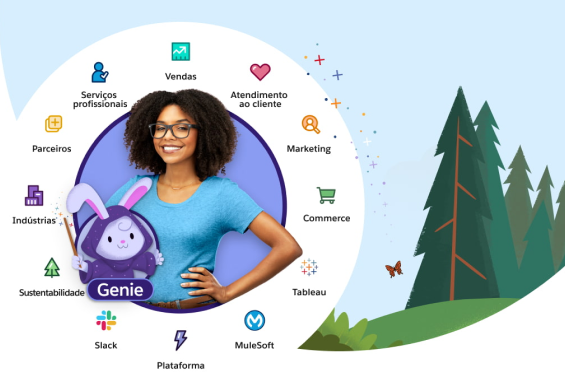 Vendas
Serviços
profissionais
Atendimento
ao cliente
Parceiros
Marketing
Indústrias
Commerce
Sustentabilidade
Genie
Tableau
Slack
MuleSoft
Plataforma